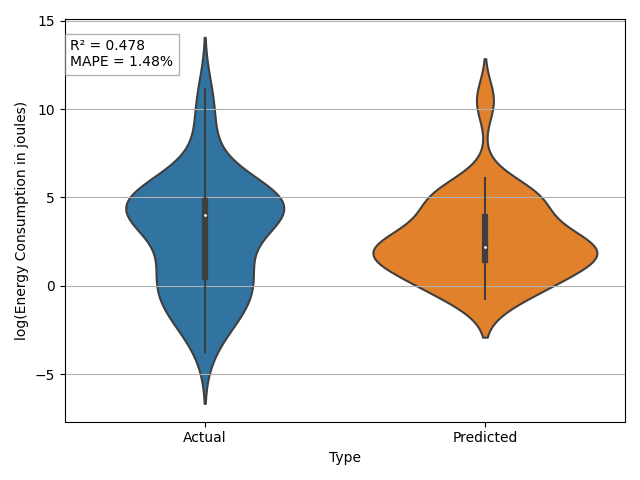 R² = 0.478
MAPE = 1.48%
15
10
5
0
−5
log(Energy Consumption in joules)
Actual
Predicted
Type